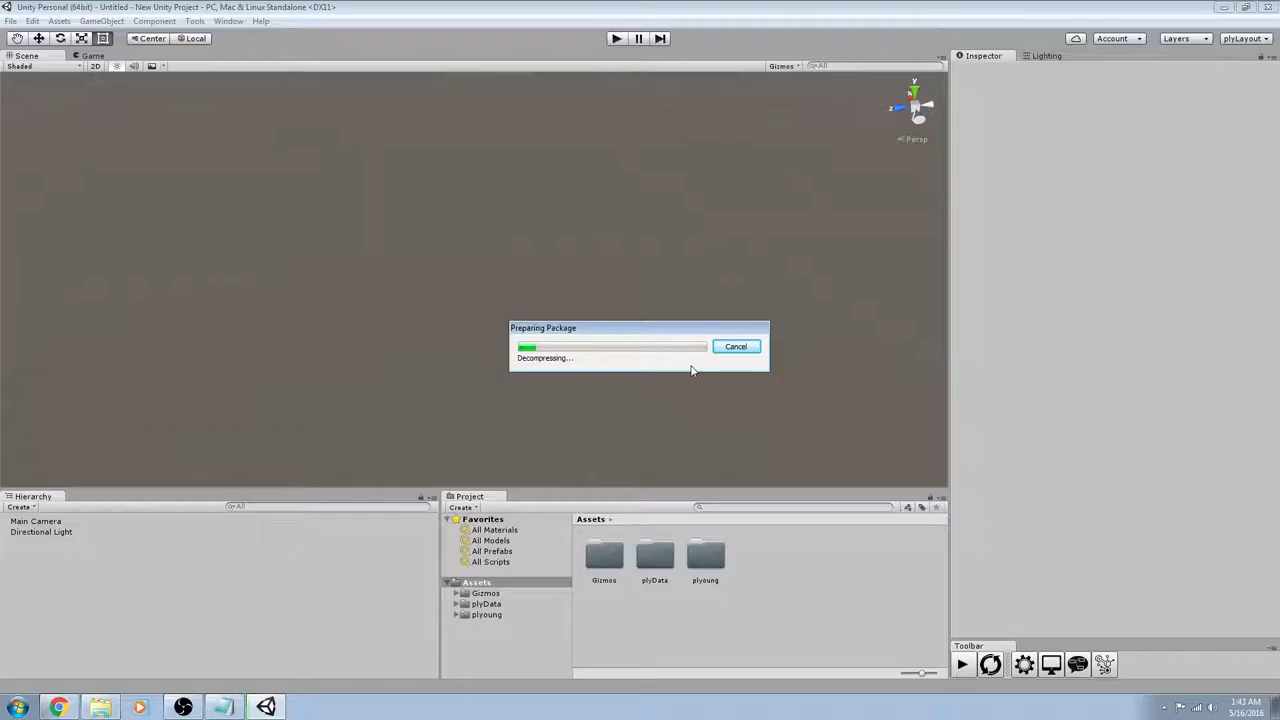 Unity Personal (64bit) - Untitled - New Unity Project - PC, Mac & Linux Standalone <DX11>
File Edit Assets GameObject Component Tools Window Help
Center Local Account Layers plyLayout
Scene Game Inspector Lighting
Shaded 2D Gizmos All
y
x
z
Persp
Preparing Package
Cancel
Decompressing...
Hierarchy Project
Create All Create
Main Camera
Directional Light
Favorites
All Materials
All Models
All Prefabs
All Scripts
Assets
Gizmos
plyData
plyoung
Assets
Gizmos plyData plyoung
Toolbar
1:43 AM
5/16/2016